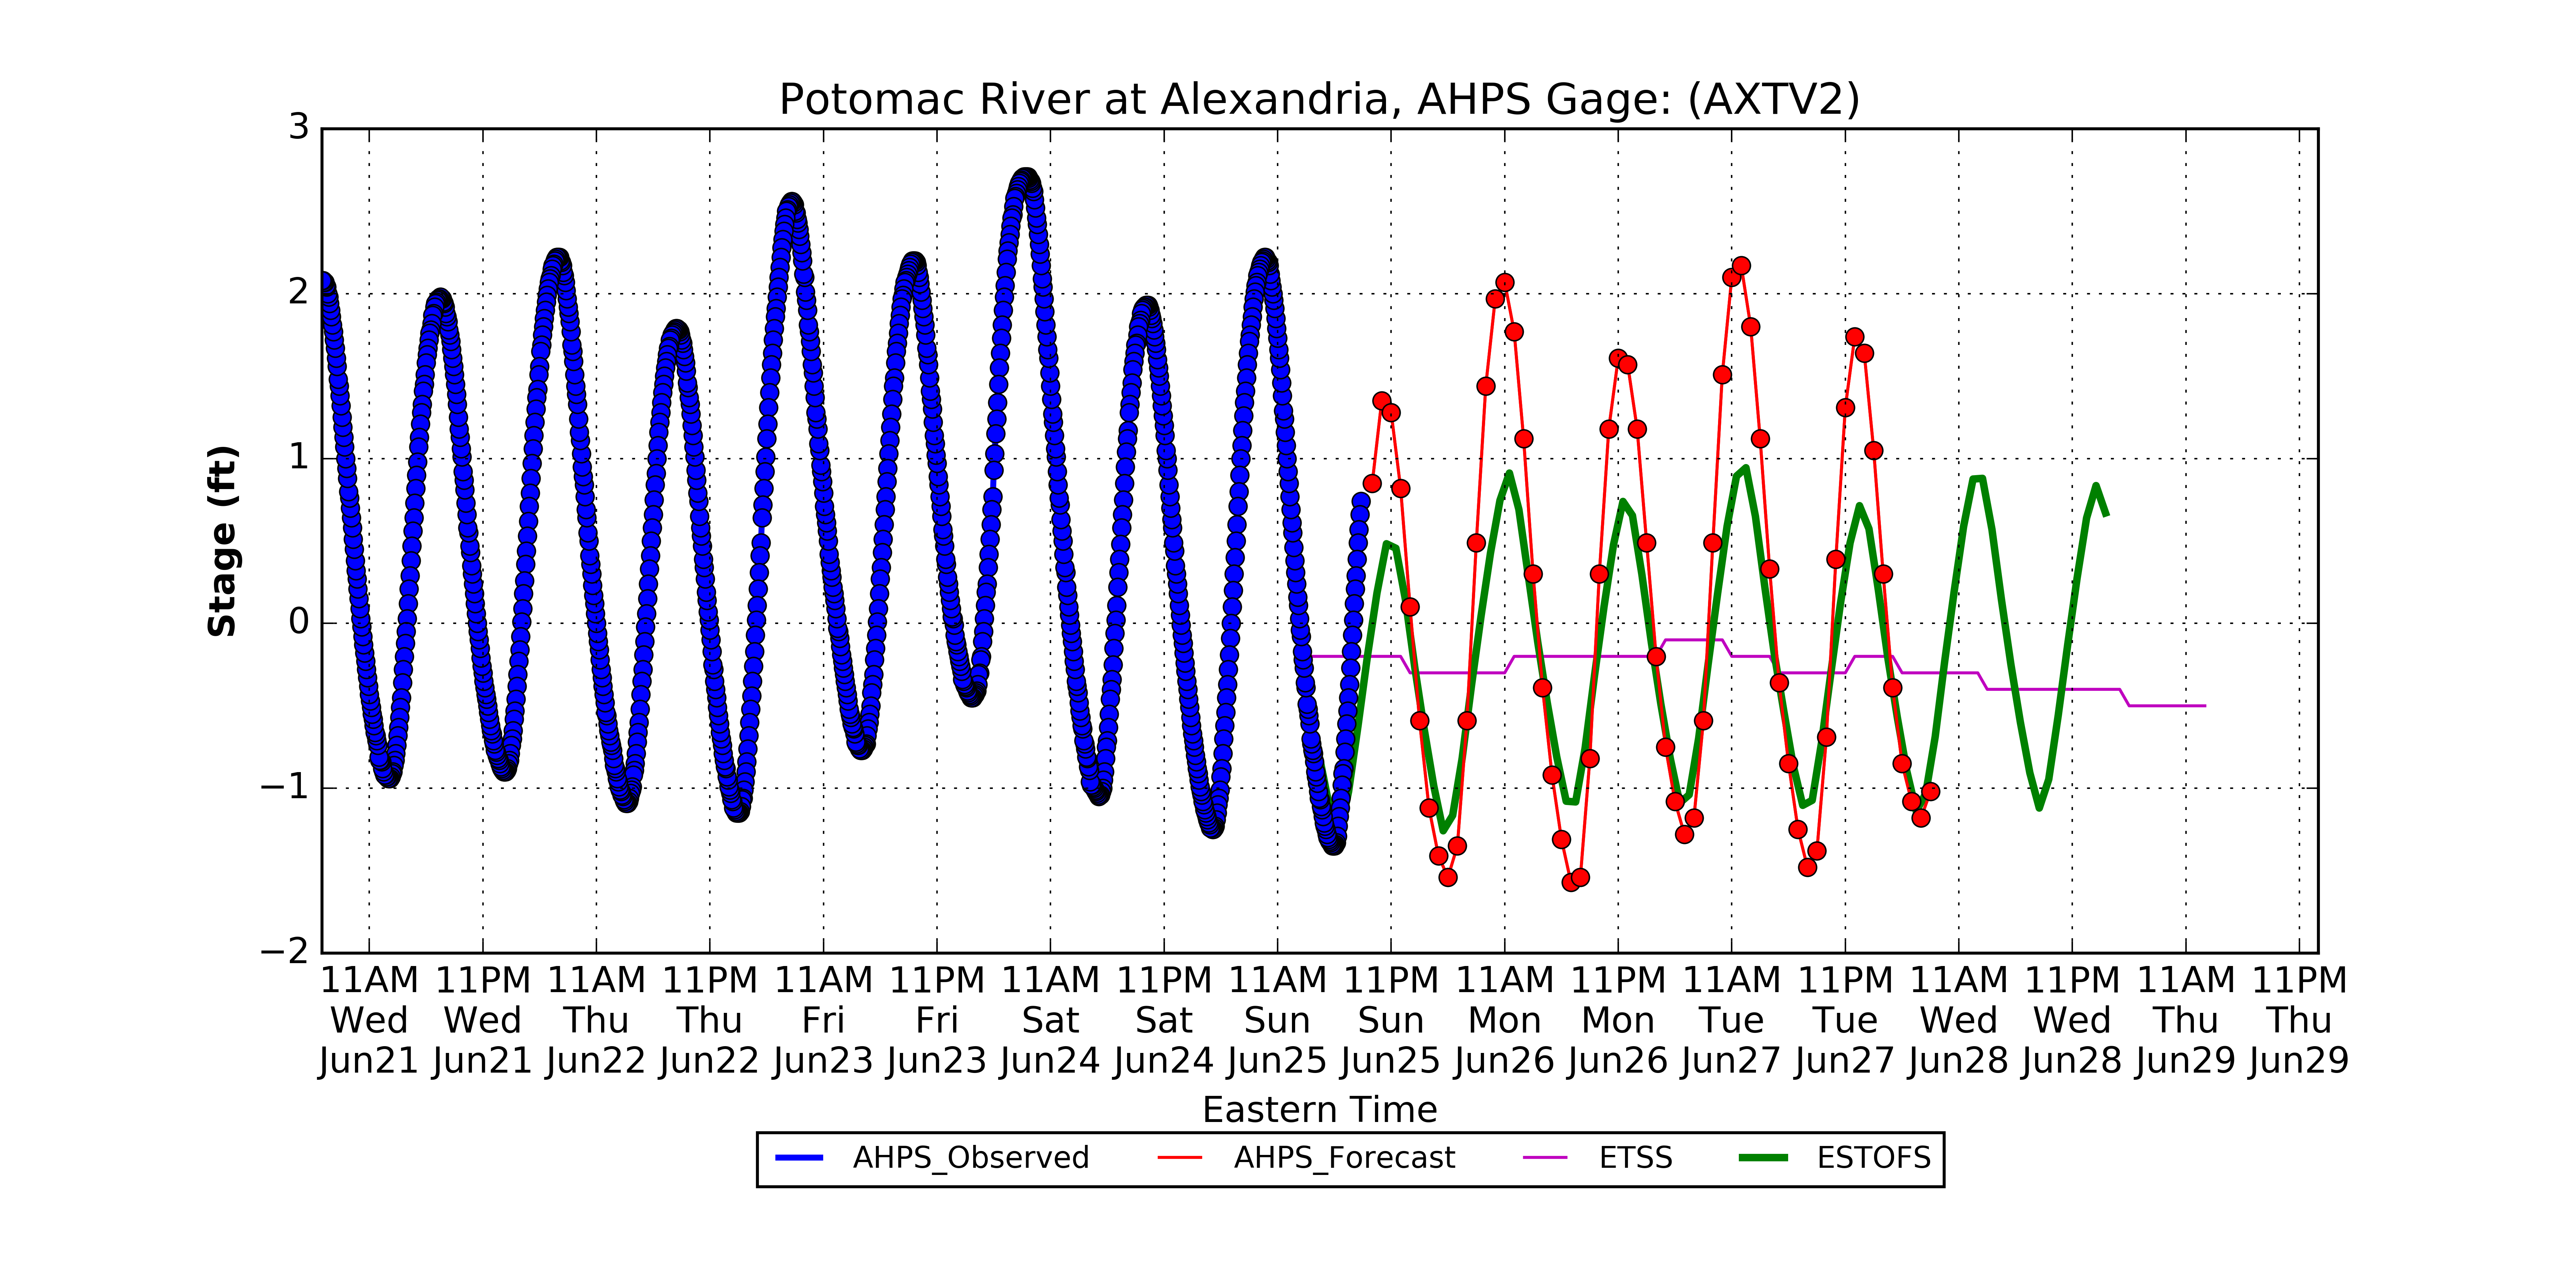 Potomac River at Alexandria, AHPS Gage: (AXTV2)
3
2
1
0
−1
−2
Stage (ft)
11AM 11PM 11AM 11PM 11AM 11PM 11AM 11PM 11AM 11PM 11AM 11PM 11AM 11PM 11AM 11PM 11AM 11PM
Wed Wed Thu Thu Fri Fri Sat Sat Sun Sun Mon Mon Tue Tue Wed Wed Thu Thu
Jun21 Jun21 Jun22 Jun22 Jun23 Jun23 Jun24 Jun24 Jun25 Jun25 Jun26 Jun26 Jun27 Jun27 Jun28 Jun28 Jun29 Jun29
Eastern Time
AHPS_Observed AHPS_Forecast ETSS ESTOFS